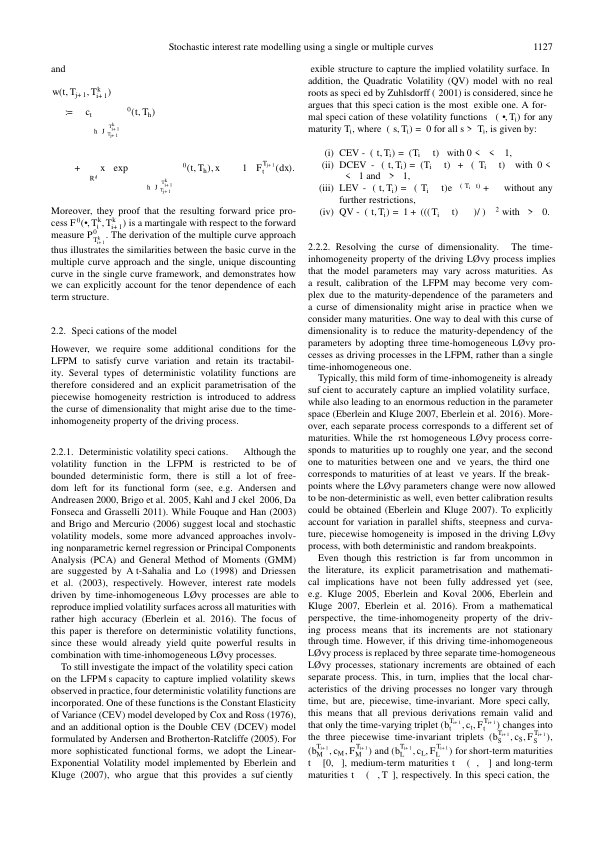 Stochastic interest rate modelling using a single or multiple curves 1127
and
w(t, T_{j+1}, T^k_{i+1})
:= c_t ⁰(t, T_h)
h J T^k_{i+1} T_{j+1}
+ x exp ⁰(t, T_h), x 1 F_t^{T_{j+1}}(dx).
R^d h J T^k_{i+1} T_{j+1}
Moreover, they proof that the resulting forward price pro-
cess F⁰(•, T^k_i, T^k_{i+1}) is a martingale with respect to the forward
measure P⁰_{T^k_{i+1}}. The derivation of the multiple curve approach
thus illustrates the similarities between the basic curve in the
multiple curve approach and the single, unique discounting
curve in the single curve framework, and demonstrates how
we can explicitly account for the tenor dependence of each
term structure.
2.2. Speci cations of the model
However, we require some additional conditions for the
LFPM to satisfy curve variation and retain its tractabil-
ity. Several types of deterministic volatility functions are
therefore considered and an explicit parametrisation of the
piecewise homogeneity restriction is introduced to address
the curse of dimensionality that might arise due to the time-
inhomogeneity property of the driving process.
2.2.1. Deterministic volatility speci cations. Although the
volatility function in the LFPM is restricted to be of
bounded deterministic form, there is still a lot of free-
dom left for its functional form (see, e.g. Andersen and
Andreasen 2000, Brigo et al. 2005, Kahl and J ckel 2006, Da
Fonseca and Grasselli 2011). While Fouque and Han (2003)
and Brigo and Mercurio (2006) suggest local and stochastic
volatility models, some more advanced approaches involv-
ing nonparametric kernel regression or Principal Components
Analysis (PCA) and General Method of Moments (GMM)
are suggested by A t-Sahalia and Lo (1998) and Driessen
et al. (2003), respectively. However, interest rate models
driven by time-inhomogeneous LØvy processes are able to
reproduce implied volatility surfaces across all maturities with
rather high accuracy (Eberlein et al. 2016). The focus of
this paper is therefore on deterministic volatility functions,
since these would already yield quite powerful results in
combination with time-inhomogeneous LØvy processes.
To still investigate the impact of the volatility speci cation
on the LFPM s capacity to capture implied volatility skews
observed in practice, four deterministic volatility functions are
incorporated. One of these functions is the Constant Elasticity
of Variance (CEV) model developed by Cox and Ross (1976),
and an additional option is the Double CEV (DCEV) model
formulated by Andersen and Brotherton-Ratcliffe (2005). For
more sophisticated functional forms, we adopt the Linear-
Exponential Volatility model implemented by Eberlein and
Kluge (2007), who argue that this provides a suf ciently
exible structure to capture the implied volatility surface. In
addition, the Quadratic Volatility (QV) model with no real
roots as speci ed by Zuhlsdorff ( 2001) is considered, since he
argues that this speci cation is the most exible one. A for-
mal speci cation of these volatility functions ( •, T_i) for any
maturity T_i, where ( s, T_i) = 0 for all s > T_i, is given by:
(i) CEV - ( t, T_i) = (T_i t) with 0 < < 1,
(ii) DCEV - ( t, T_i) = (T_i t) + ( T_i t) with 0 <
< 1 and > 1,
(iii) LEV - ( t, T_i) = ( T_i t)e ^( T_i t) + without any
further restrictions,
(iv) QV - ( t, T_i) = 1 + (((T_i t) )/ ) ² with > 0.
2.2.2. Resolving the curse of dimensionality. The time-
inhomogeneity property of the driving LØvy process implies
that the model parameters may vary across maturities. As
a result, calibration of the LFPM may become very com-
plex due to the maturity-dependence of the parameters and
a curse of dimensionality might arise in practice when we
consider many maturities. One way to deal with this curse of
dimensionality is to reduce the maturity-dependency of the
parameters by adopting three time-homogeneous LØvy pro-
cesses as driving processes in the LFPM, rather than a single
time-inhomogeneous one.
Typically, this mild form of time-inhomogeneity is already
suf cient to accurately capture an implied volatility surface,
while also leading to an enormous reduction in the parameter
space (Eberlein and Kluge 2007, Eberlein et al. 2016). More-
over, each separate process corresponds to a different set of
maturities. While the rst homogeneous LØvy process corre-
sponds to maturities up to roughly one year, and the second
one to maturities between one and ve years, the third one
corresponds to maturities of at least ve years. If the break-
points where the LØvy parameters change were now allowed
to be non-deterministic as well, even better calibration results
could be obtained (Eberlein and Kluge 2007). To explicitly
account for variation in parallel shifts, steepness and curva-
ture, piecewise homogeneity is imposed in the driving LØvy
process, with both deterministic and random breakpoints.
Even though this restriction is far from uncommon in
the literature, its explicit parametrisation and mathemati-
cal implications have not been fully addressed yet (see,
e.g. Kluge 2005, Eberlein and Koval 2006, Eberlein and
Kluge 2007, Eberlein et al. 2016). From a mathematical
perspective, the time-inhomogeneity property of the driv-
ing process means that its increments are not stationary
through time. However, if this driving time-inhomogeneous
LØvy process is replaced by three separate time-homogeneous
LØvy processes, stationary increments are obtained of each
separate process. This, in turn, implies that the local char-
acteristics of the driving processes no longer vary through
time, but are, piecewise, time-invariant. More speci cally,
this means that all previous derivations remain valid and
that only the time-varying triplet (b_t^{T_{i+1}}, c_t, F_t^{T_{i+1}}) changes into
the three piecewise time-invariant triplets (b_S^{T_{i+1}}, c_S, F_S^{T_{i+1}}),
(b_M^{T_{i+1}}, c_M, F_M^{T_{i+1}}) and (b_L^{T_{i+1}}, c_L, F_L^{T_{i+1}}) for short-term maturities
t [0, ], medium-term maturities t ( , ] and long-term
maturities t ( , T ], respectively. In this speci cation, the